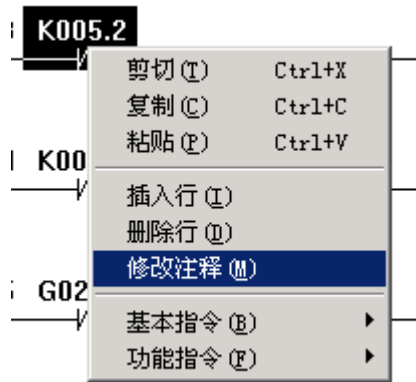 K005.2
剪切(T) Ctrl+X
复制(C) Ctrl+C
粘贴(P) Ctrl+V
K00
插入行(I)
删除行(D)
修改注释(M)
G02
基本指令(B)
功能指令(F)